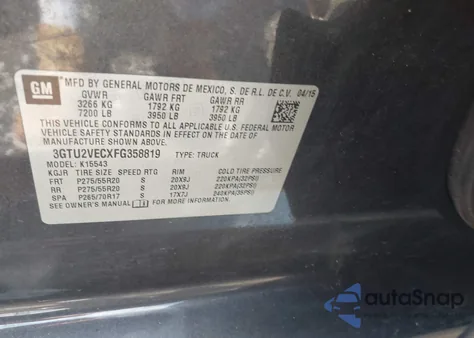 GM
MFD BY GENERAL MOTORS DE MEXICO, S. DE R.L. DE C.V. 04/15
GVWR GAWR FRT GAWR RR
3266 KG 1792 KG 1792 KG
7200 LB 3950 LB 3950 LB
THIS VEHICLE CONFORMS TO ALL APPLICABLE U.S. FEDERAL MOTOR
VEHICLE SAFETY STANDARDS IN EFFECT ON THE DATE OF
MANUFACTURE SHOWN ABOVE.
3GTU2VECXFG358819 TYPE: TRUCK
MODEL: K15543
KGJR TIRE SIZE SPEED RTG RIM COLD TIRE PRESSURE
FRT P275/55R20 S 20X9J 220KPA(32PSI)
RR P275/55R20 S 20X9J 220KPA(32PSI)
SPA P265/70R17 S 17X7J 240KPA(35PSI)
SEE OWNER'S MANUAL FOR MORE INFORMATION
autoSnap